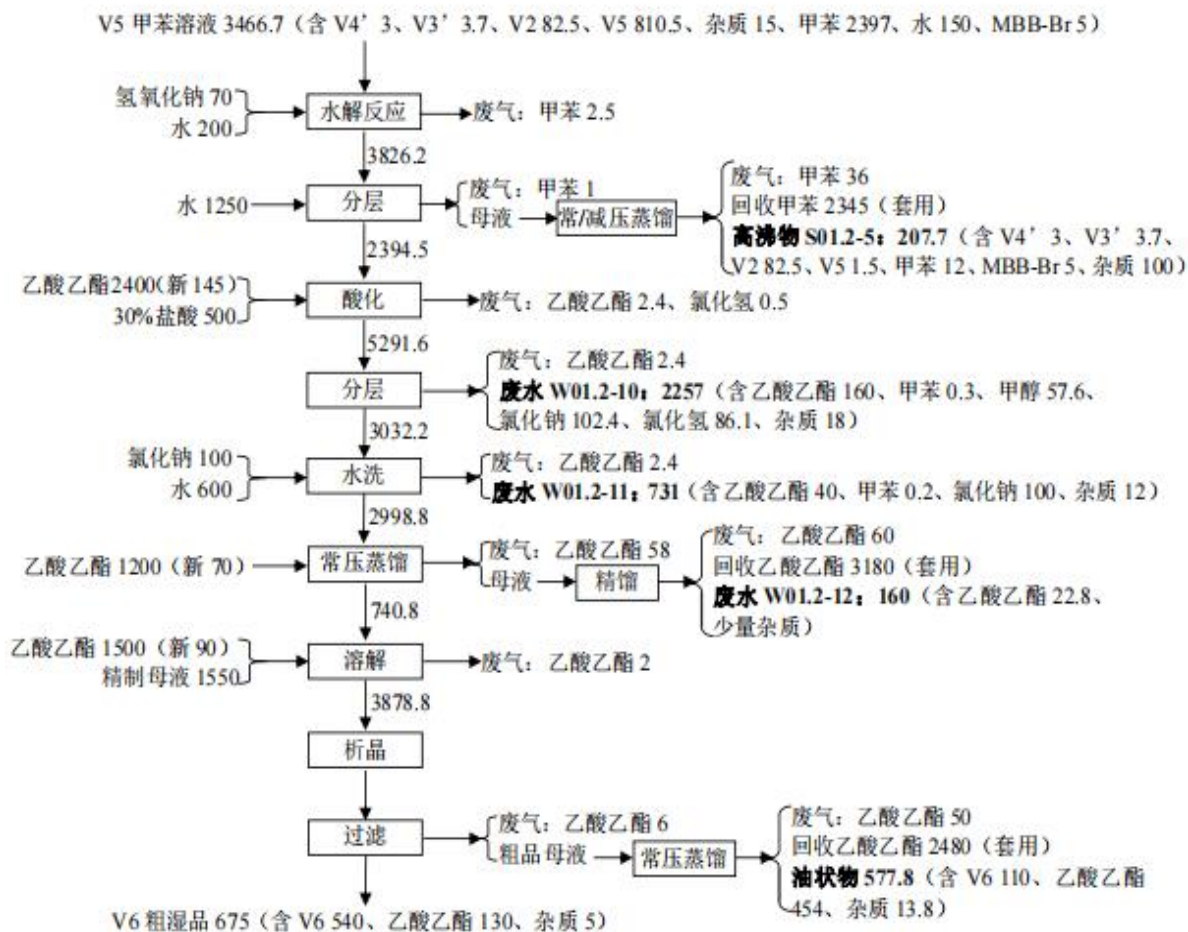 V5 甲苯溶液 3466.7（含 V4’ 3、V3’ 3.7、V2 82.5、V5 810.5、杂质 15、甲苯 2397、水 150、MBB-Br 5）
氢氧化钠 70
水 200
水解反应
废气：甲苯 2.5
3826.2
水 1250
分层
废气：甲苯 1
母液
常/减压蒸馏
废气：甲苯 36
回收甲苯 2345（套用）
高沸物 S01.2-5：207.7（含 V4’ 3、V3’ 3.7、
V2 82.5、V5 1.5、甲苯 12、MBB-Br 5、杂质 100）
2394.5
乙酸乙酯 2400（新 145）
30%盐酸 500
酸化
废气：乙酸乙酯 2.4、氯化氢 0.5
5291.6
分层
废气：乙酸乙酯 2.4
废水 W01.2-10：2257（含乙酸乙酯 160、甲苯 0.3、甲醇 57.6、
氯化钠 102.4、氯化氢 86.1、杂质 18）
3032.2
氯化钠 100
水 600
水洗
废气：乙酸乙酯 2.4
废水 W01.2-11：731（含乙酸乙酯 40、甲苯 0.2、氯化钠 100、杂质 12）
2998.8
乙酸乙酯 1200（新 70）
常压蒸馏
废气：乙酸乙酯 58
母液
精馏
废气：乙酸乙酯 60
回收乙酸乙酯 3180（套用）
废水 W01.2-12：160（含乙酸乙酯 22.8、
少量杂质）
740.8
乙酸乙酯 1500（新 90）
精制母液 1550
溶解
废气：乙酸乙酯 2
3878.8
析晶
过滤
废气：乙酸乙酯 6
粗品母液
常压蒸馏
废气：乙酸乙酯 50
回收乙酸乙酯 2480（套用）
油状物 577.8（含 V6 110、乙酸乙酯
454、杂质 13.8）
V6 粗湿品 675（含 V6 540、乙酸乙酯 130、杂质 5）